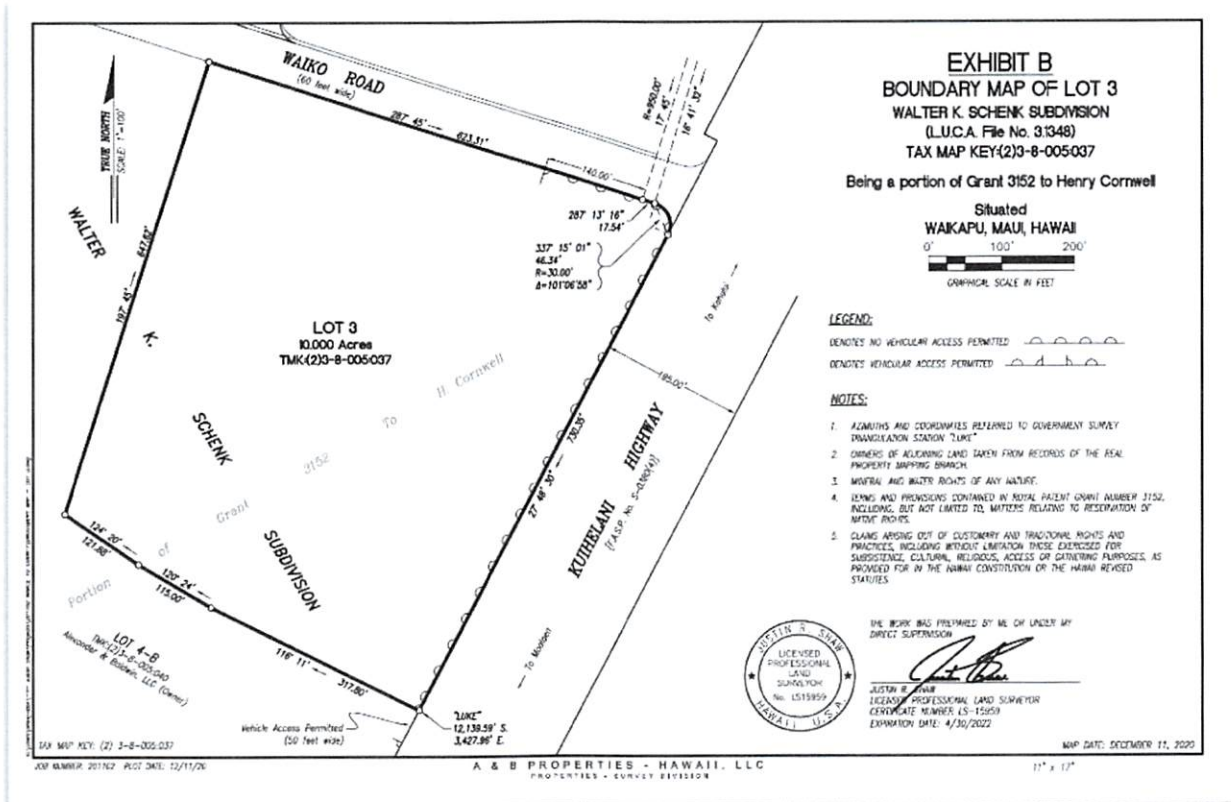 EXHIBIT B
BOUNDARY MAP OF LOT 3
WALTER K. SCHENK SUBDIVISION
(L.U.C.A. File No. 3.1348)
TAX MAP KEY:(2)3-8-005:037
Being a portion of Grant 3152 to Henry Cornwell
Situated
WAIKAPU, MAUI, HAWAII
0' 100' 200'
GRAPHICAL SCALE IN FEET
LEGEND:
DENOTES NO VEHICULAR ACCESS PERMITTED
DENOTES VEHICULAR ACCESS PERMITTED
NOTES:
1. AZIMUTHS AND COORDINATES REFERRED TO GOVERNMENT SURVEY
TRIANGULATION STATION "LUKE"
2. OWNERS OF ADJOINING LAND TAKEN FROM RECORDS OF THE REAL
PROPERTY MAPPING BRANCH.
3. MINERAL AND WATER RIGHTS OF ANY NATURE.
4. TERMS AND PROVISIONS CONTAINED IN ROYAL PATENT GRANT NUMBER 3152,
INCLUDING, BUT NOT LIMITED TO, MATTERS RELATING TO RESERVATION OF
NATIVE RIGHTS.
5. CLAIMS ARISING OUT OF CUSTOMARY AND TRADITIONAL RIGHTS AND
PRACTICES, INCLUDING WITHOUT LIMITATION THOSE EXERCISED FOR
SUBSISTENCE, CULTURAL, RELIGIOUS, ACCESS OR GATHERING PURPOSES, AS
PROVIDED FOR IN THE HAWAII CONSTITUTION OR THE HAWAII REVISED
STATUTES.
THE WORK WAS PREPARED BY ME OR UNDER MY
DIRECT SUPERVISION
JUSTIN R. SHAW
LICENSED PROFESSIONAL LAND SURVEYOR
CERTIFICATE NUMBER LS-15959
EXPIRATION DATE: 4/30/2022
JUSTIN R. SHAW
LICENSED
PROFESSIONAL
LAND
SURVEYOR
No. LS15959
HAWAII, U.S.A.
WAIKO ROAD
(60 feet wide)
TRUE NORTH
SCALE: 1"=100'
287° 45'
623.31'
140.00'
R=950.00'
17° 45'
16° 41' 32"
287° 13' 16"
17.54'
337° 15' 01"
46.34'
R=30.00'
Δ=101°06'58"
197° 45'
647.62'
WALTER
K.
SCHENK
SUBDIVISION
LOT 3
10.000 Acres
TMK:(2)3-8-005:037
Portion
of
Grant
3152
To
H. Cornwell
To Kahului
195.00'
27° 48' 30"
730.35'
KUIHELANI HIGHWAY
[F.A.S.P. No. S-0380(4)]
To Maalaea
124° 20'
121.88'
120° 24'
115.00'
116° 11'
317.80'
LOT 4-B
TMK:(2)3-8-005:040
Alexander & Baldwin, LLC (Owner)
Vehicle Access Permitted
(50 feet wide)
"LUKE"
12,139.59' S.
3,427.96' E.
TAX MAP KEY: (2) 3-8-005:037
MAP DATE: DECEMBER 11, 2020
JOB NUMBER: 201162 PLOT DATE: 12/11/20
A & B PROPERTIES - HAWAII, LLC
PROPERTIES - SURVEY DIVISION
11" x 17"